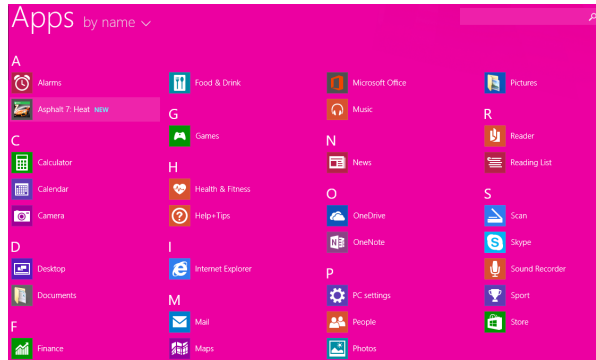 Apps by name
A
Alarms
Asphalt 7: Heat NEW
C
Calculator
Calendar
Camera
D
Desktop
Documents
F
Finance
Food & Drink
G
Games
H
Health & Fitness
Help+Tips
I
Internet Explorer
M
Mail
Maps
Microsoft Office
Music
N
News
O
OneDrive
OneNote
P
PC settings
People
Photos
Pictures
R
Reader
Reading List
S
Scan
Skype
Sound Recorder
Sport
Store